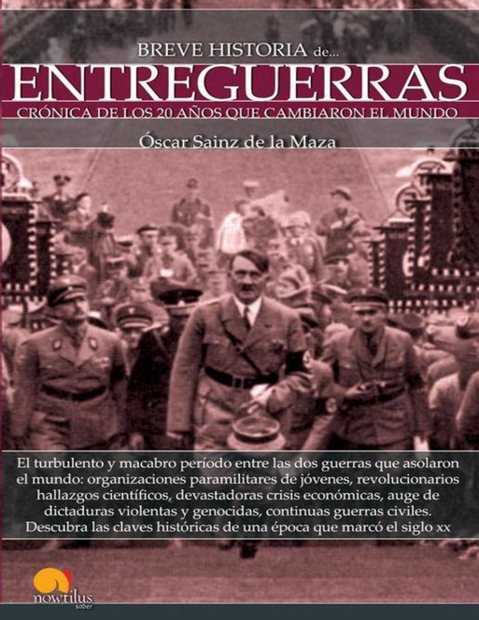 BREVE HISTORIA de...
ENTREGUERRAS
CRÓNICA DE LOS 20 AÑOS QUE CAMBIARON EL MUNDO
Óscar Sainz de la Maza
El turbulento y macabro período entre las dos guerras que asolaron
el mundo: organizaciones paramilitares de jóvenes, revolucionarios
hallazgos científicos, devastadoras crisis económicas, auge de
dictaduras violentas y genocidas, continuas guerras civiles.
Descubra las claves históricas de una época que marcó el siglo XX
nowtilus
saber